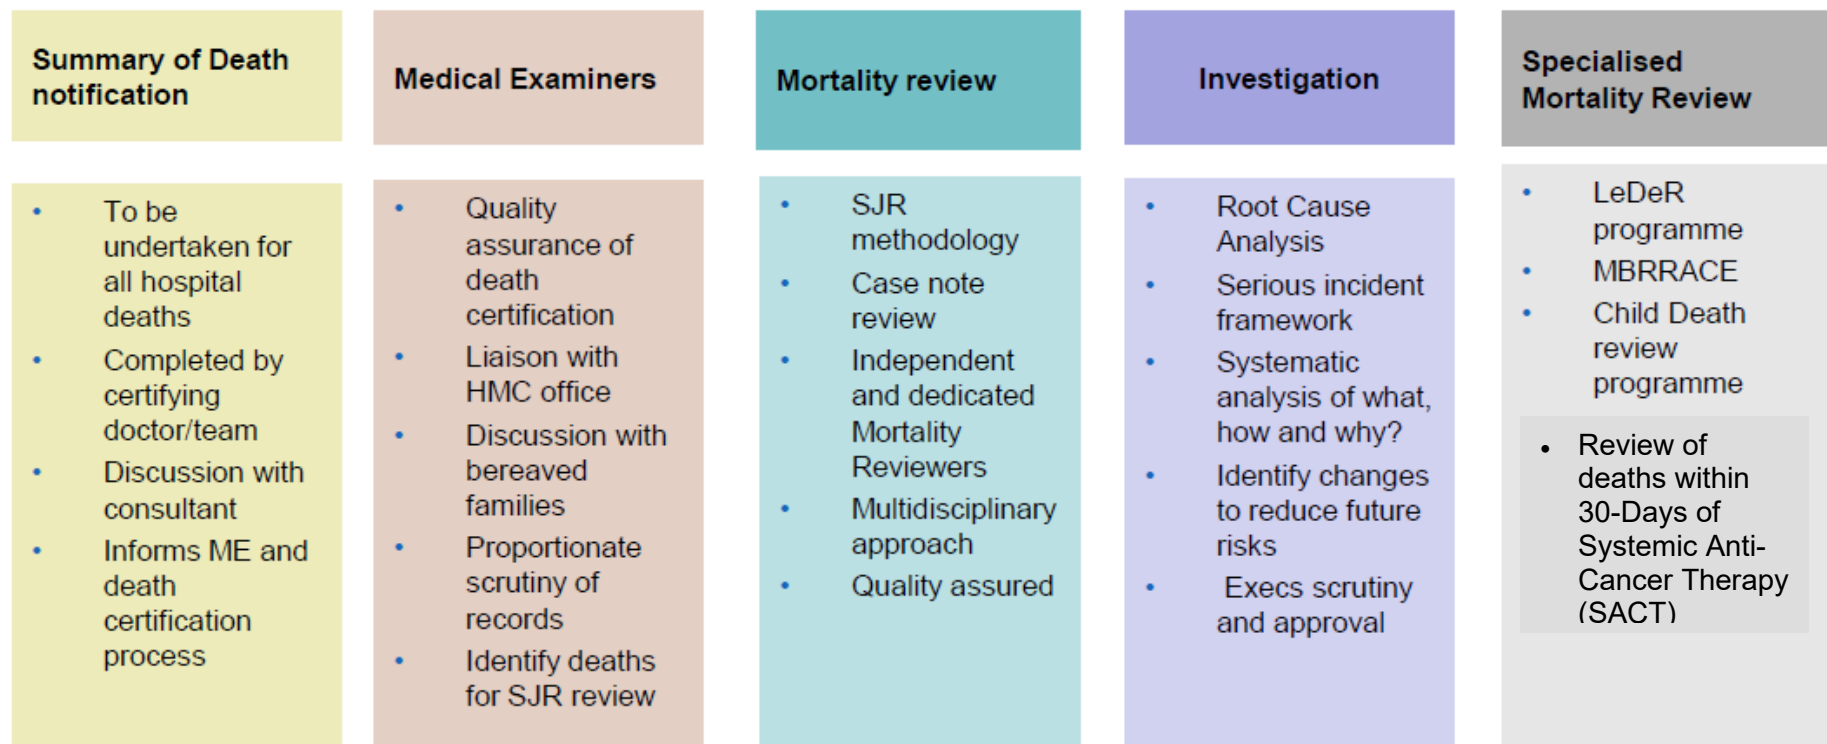 Summary of Death
notification
• To be
undertaken for
all hospital
deaths
• Completed by
certifying
doctor/team
• Discussion with
consultant
• Informs ME and
death
certification
process
Medical Examiners
• Quality
assurance of
death
certification
• Liaison with
HMC office
• Discussion with
bereaved
families
• Proportionate
scrutiny of
records
• Identify deaths
for SJR review
Mortality review
• SJR
methodology
• Case note
review
• Independent
and dedicated
Mortality
Reviewers
• Multidisciplinary
approach
• Quality assured
Investigation
• Root Cause
Analysis
• Serious incident
framework
• Systematic
analysis of what,
how and why?
• Identify changes
to reduce future
risks
• Execs scrutiny
and approval
Specialised
Mortality Review
• LeDeR
programme
• MBRRACE
• Child Death
review
programme
• Review of
deaths within
30-Days of
Systemic Anti-
Cancer Therapy
(SACT)